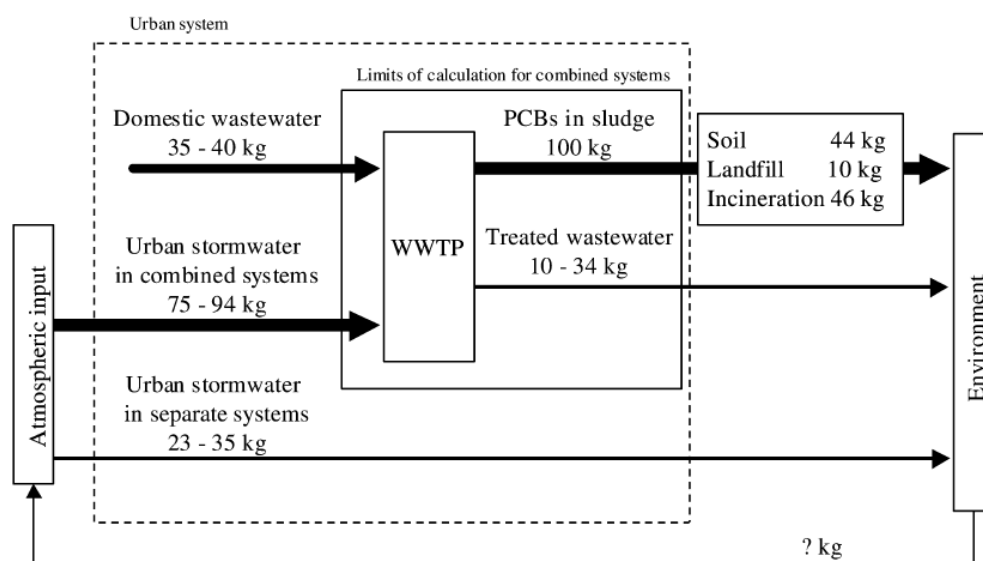 Urban system
Limits of calculation for combined systems
Domestic wastewater
35 - 40 kg
PCBs in sludge
100 kg
Soil 44 kg
Landfill 10 kg
Incineration 46 kg
WWTP
Treated wastewater
10 - 34 kg
Urban stormwater
in combined systems
75 - 94 kg
Urban stormwater
in separate systems
23 - 35 kg
Atmospheric input
Environment
? kg